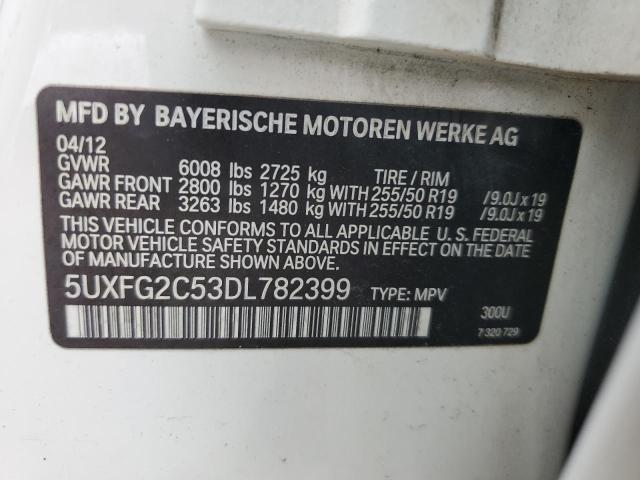 MFD BY BAYERISCHE MOTOREN WERKE AG
04/12
GVWR 6008 lbs 2725 kg TIRE / RIM
GAWR FRONT 2800 lbs 1270 kg WITH 255/50 R19 /9.0J x 19
GAWR REAR 3263 lbs 1480 kg WITH 255/50 R19 /9.0J x 19
THIS VEHICLE CONFORMS TO ALL APPLICABLE U.S. FEDERAL
MOTOR VEHICLE SAFETY STANDARDS IN EFFECT ON THE DATE
OF MANUFACTURE SHOWN ABOVE.
5UXFG2C53DL782399 TYPE: MPV
300U
7 320 729